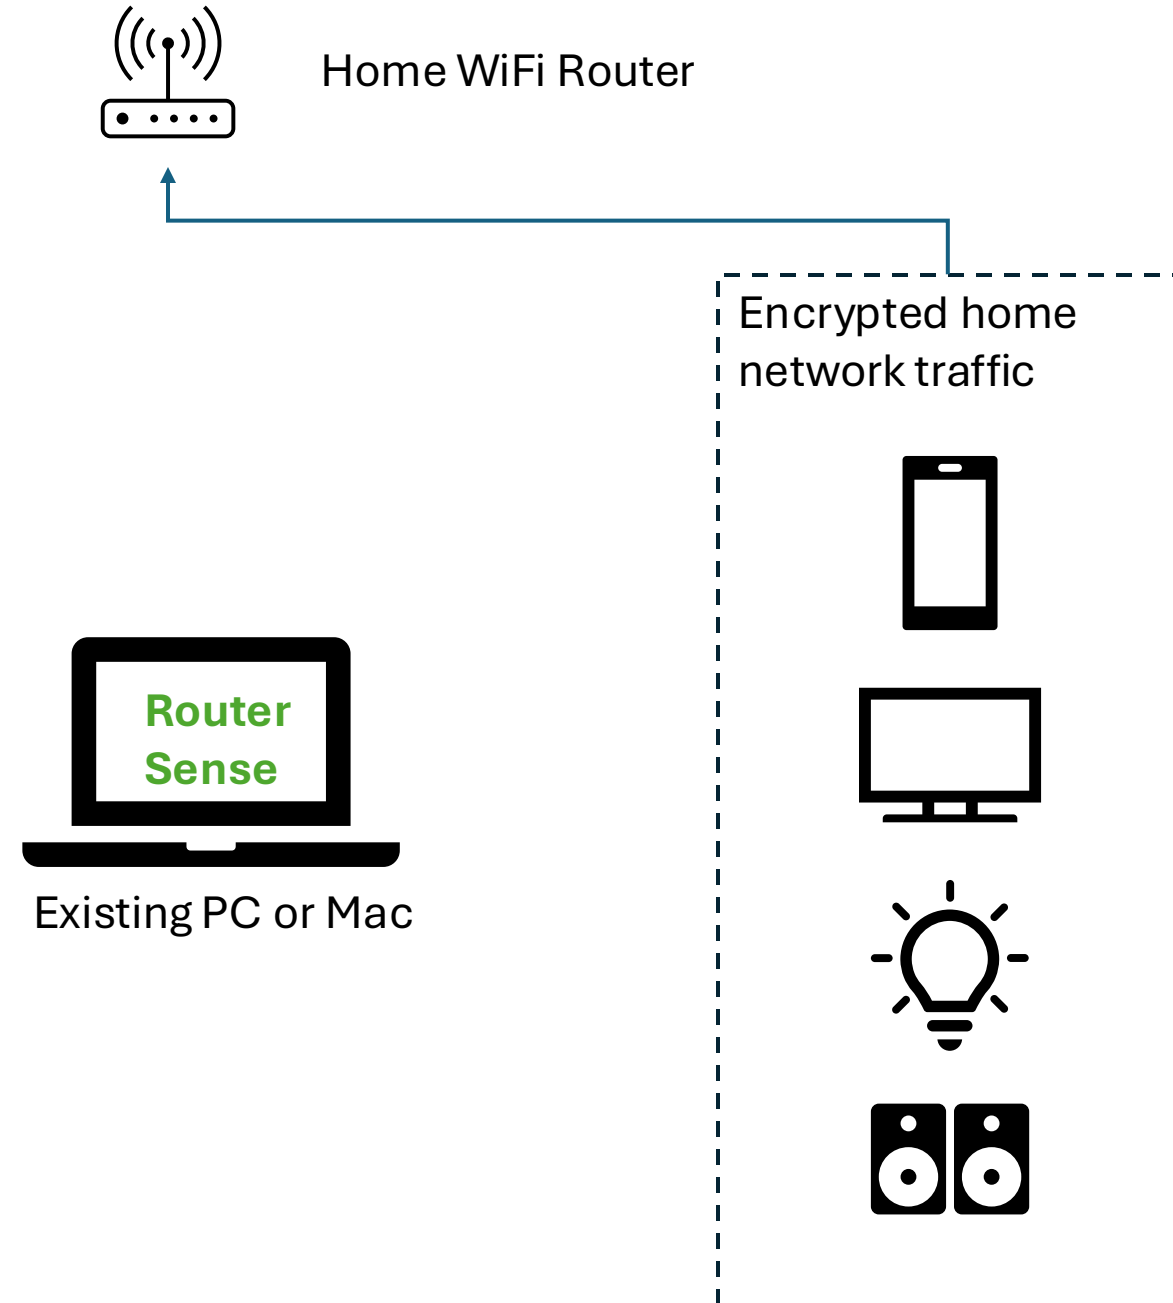 Home WiFi Router
Encrypted home
network traffic
Router
Sense
Existing PC or Mac